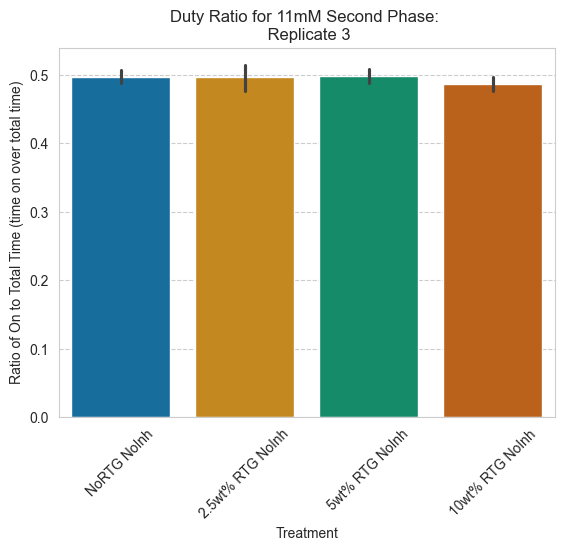 Duty Ratio for 11mM Second Phase:
Replicate 3
Ratio of On to Total Time (time on over total time)
0.5
0.4
0.3
0.2
0.1
0.0
NoRTG NoInh
2.5wt% RTG NoInh
5wt% RTG NoInh
10wt% RTG NoInh
Treatment